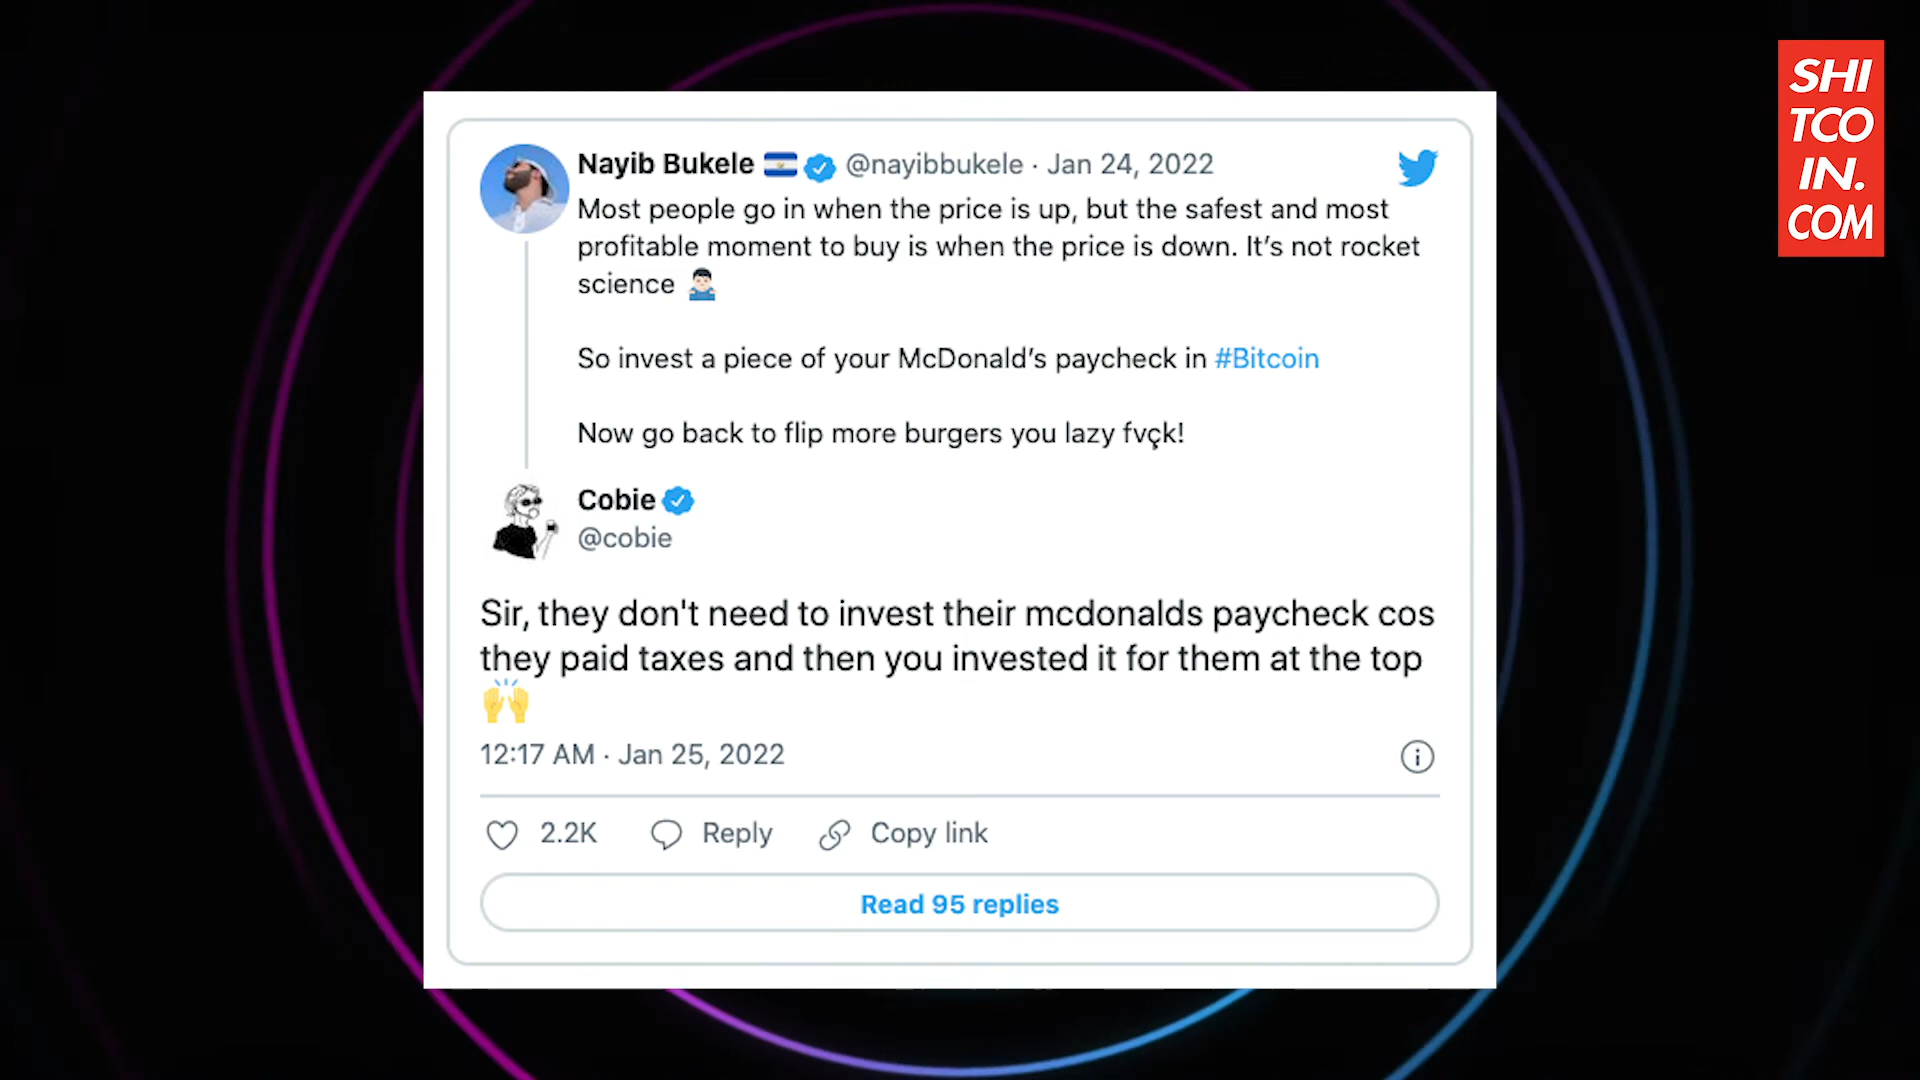 SHI
TCO
IN.
COM
Nayib Bukele @nayibbukele · Jan 24, 2022
Most people go in when the price is up, but the safest and most
profitable moment to buy is when the price is down. It’s not rocket
science
So invest a piece of your McDonald’s paycheck in #Bitcoin
Now go back to flip more burgers you lazy fvçk!
Cobie
@cobie
Sir, they don't need to invest their mcdonalds paycheck cos
they paid taxes and then you invested it for them at the top
12:17 AM · Jan 25, 2022
2.2K Reply Copy link
Read 95 replies